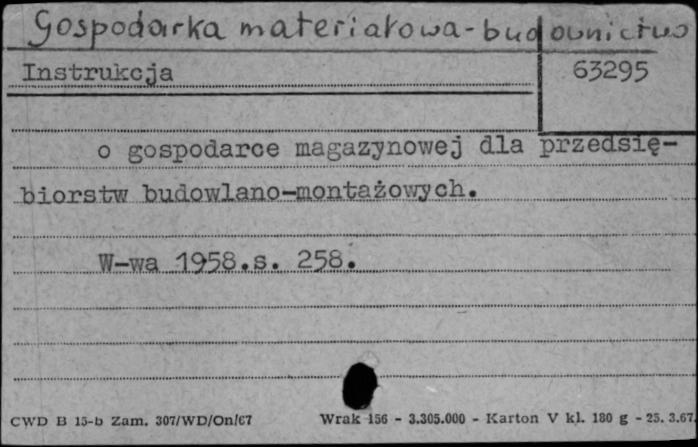 Gospodarka materiałowa-budownictwo
Instrukcja
63295
o gospodarce magazynowej dla przedsię-
biorstw budowlano-montażowych.
W-wa 1958.s. 258.
CWD B 15-b Zam. 307/WD/On/67 Wrak 156 - 3.305.000 - Karton V kl. 180 g - 25. 3.67.